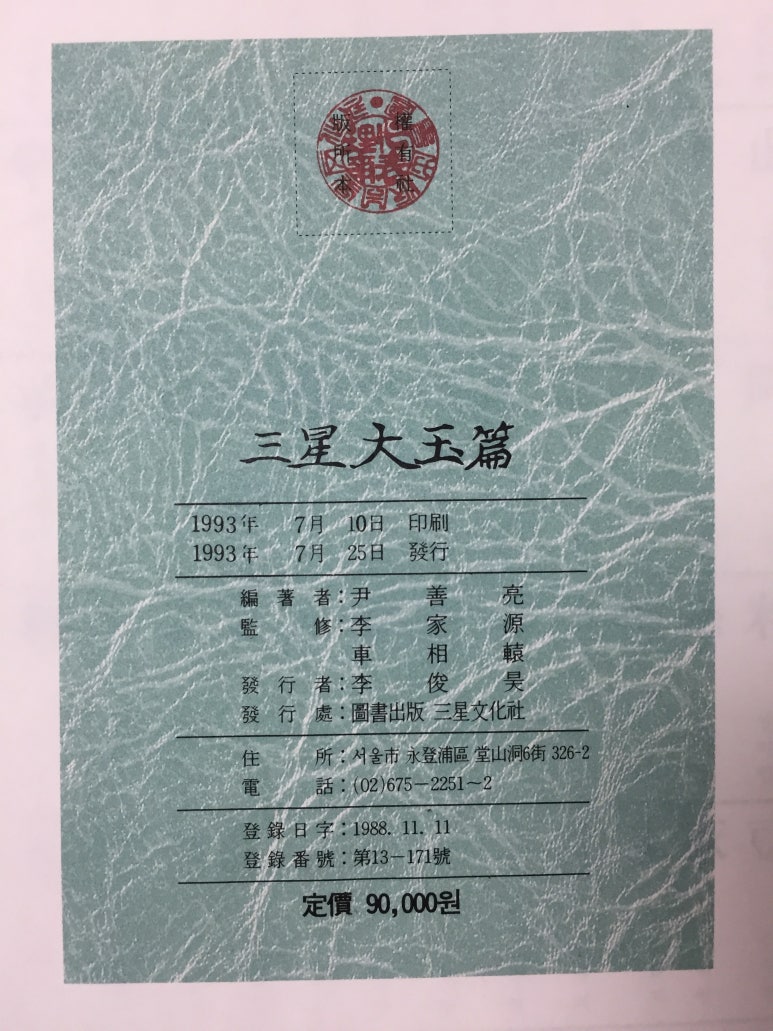 版權
所有
本社
三星大玉篇
1993年 7月 10日 印刷
1993年 7月 25日 發行
編著者：尹善亮
監修：李家源
車相轅
發行者：李俊昊
發行處：圖書出版 三星文化社
住所：서울市 永登浦區 堂山洞6街 326-2
電話：(02)675－2251～2
登錄日字：1988. 11. 11
登錄番號：第13－171號
定價 90,000원